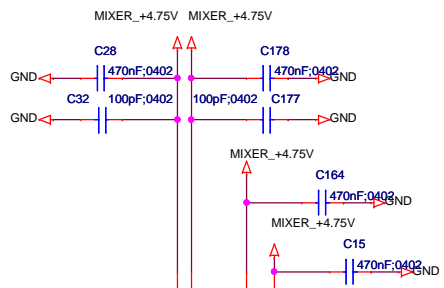 MIXER_+4.75V MIXER_+4.75V
C28 C178
GND 470nF;0402 470nF;0402 GND
C32 100pF;0402 100pF;0402 C177
GND GND
MIXER_+4.75V
C164
470nF;0402 GND
MIXER_+4.75V
C15
470nF;0402 GND